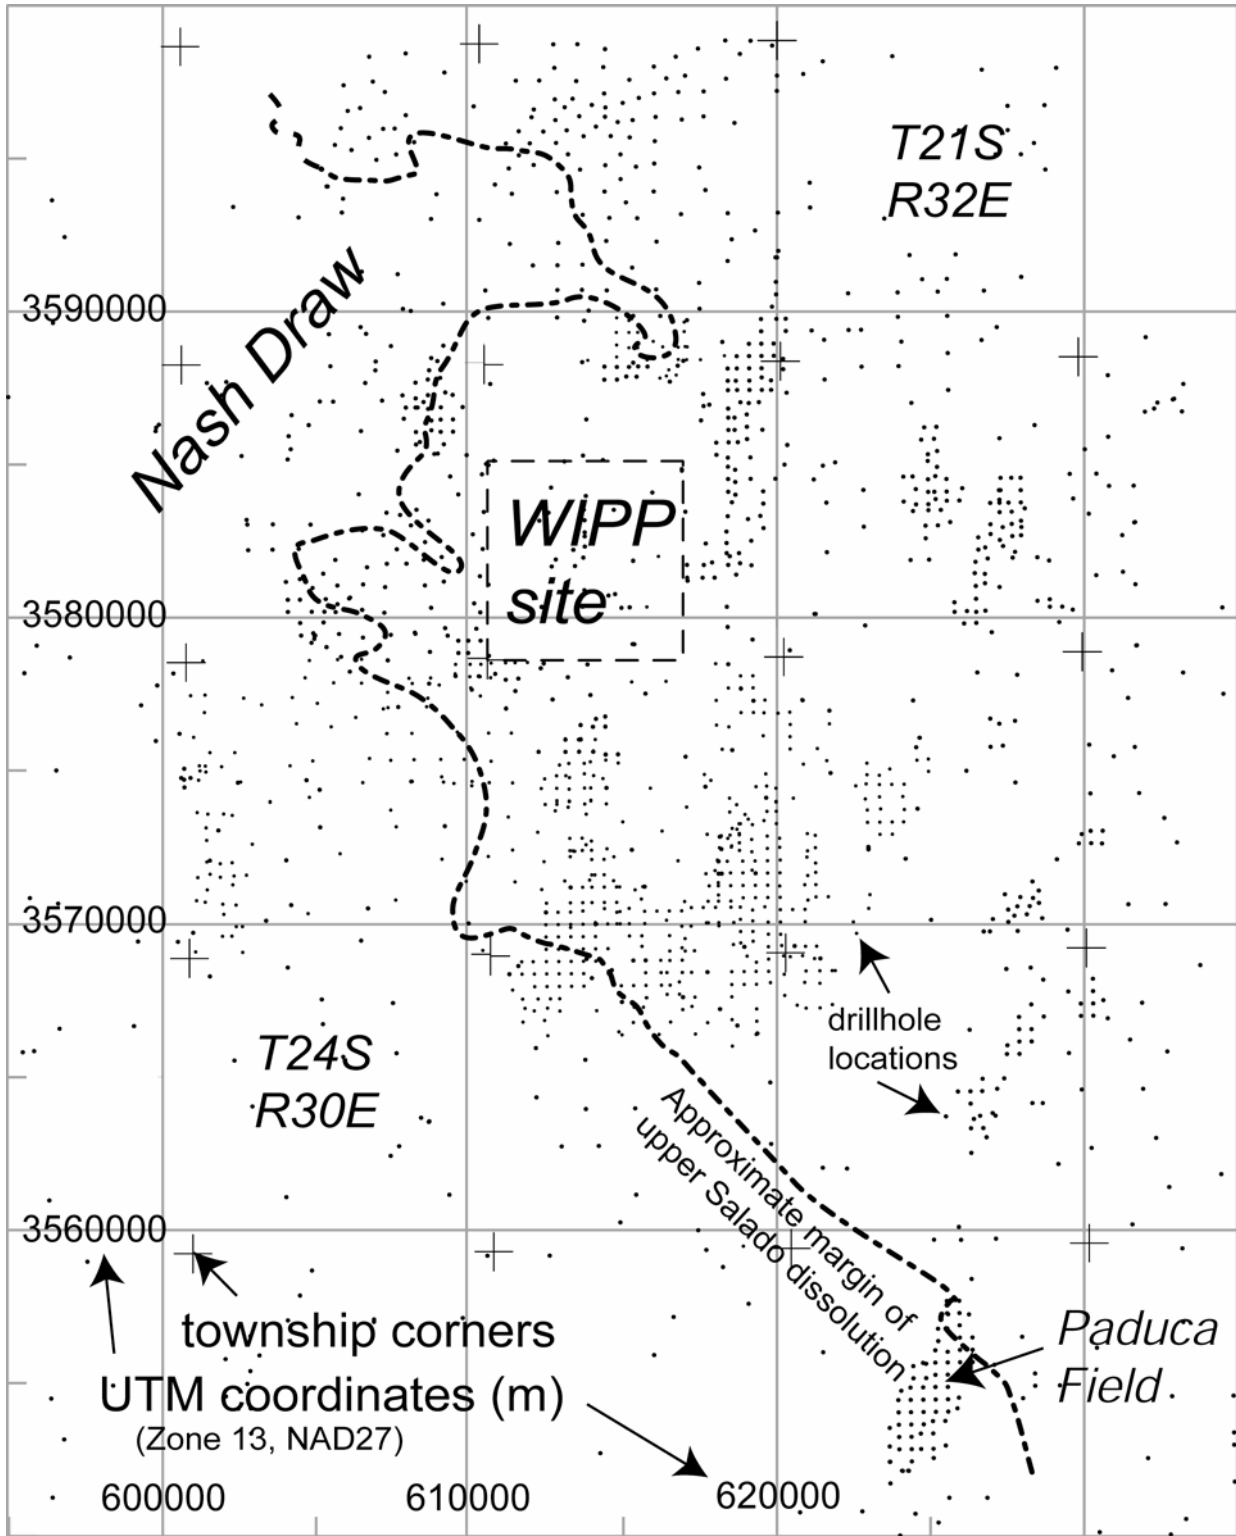 T21S
R32E
Nash Draw
3590000
WIPP
site
3580000
3570000
drillhole
locations
T24S
R30E
Approximate margin of
upper Salado dissolution
3560000
township corners
Paduca
Field
UTM coordinates (m)
(Zone 13, NAD27)
600000
610000
620000